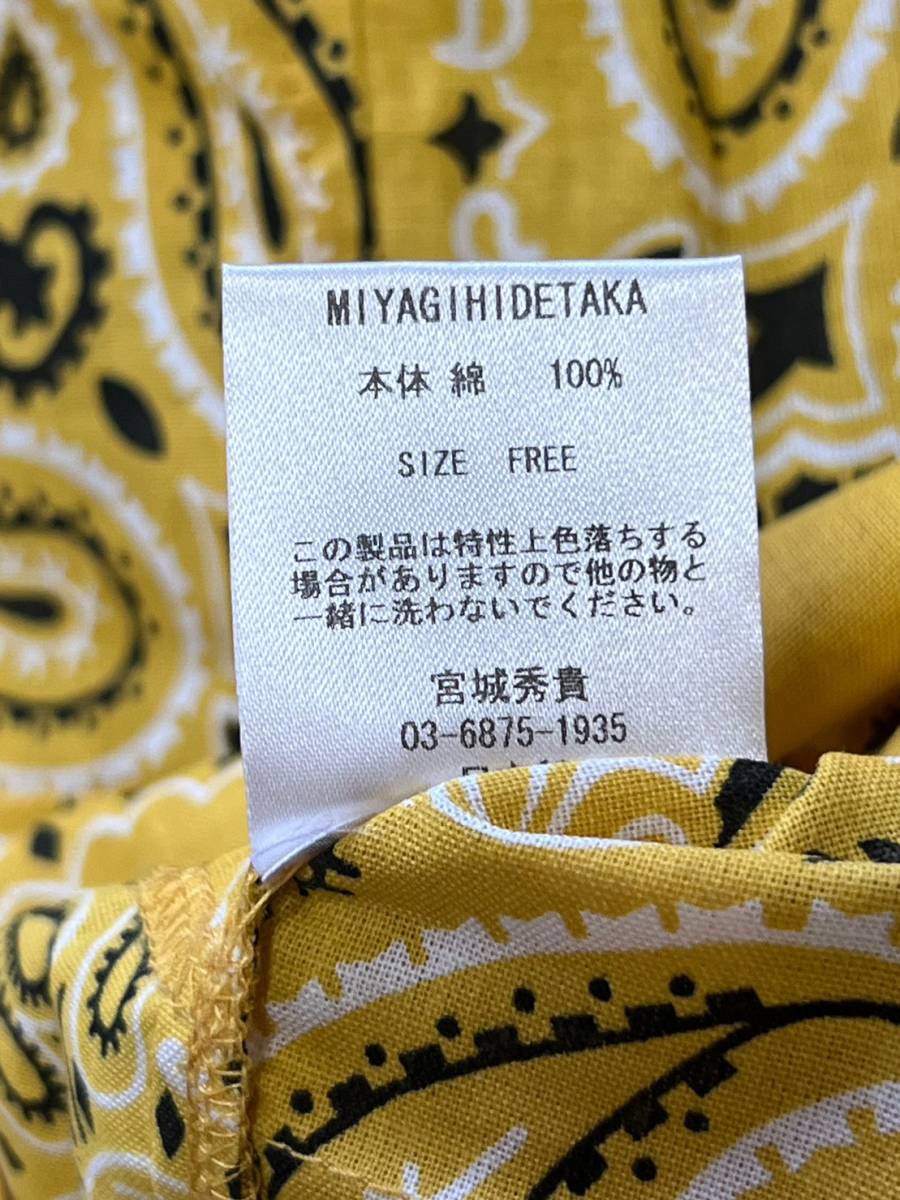 MIYAGIHIDETAKA
本体 綿 100%
SIZE FREE
この製品は特性上色落ちする
場合がありますので他の物と
一緒に洗わないでください。
宮城秀貴
03-6875-1935